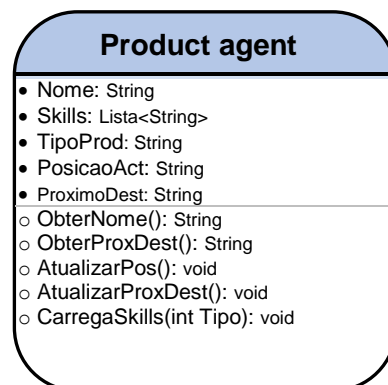 Product agent
• Nome: String
• Skills: Lista<String>
• TipoProd: String
• PosicaoAct: String
• ProximoDest: String
○ ObterNome(): String
○ ObterProxDest(): String
○ AtualizarPos(): void
○ AtualizarProxDest(): void
○ CarregaSkills(int Tipo): void